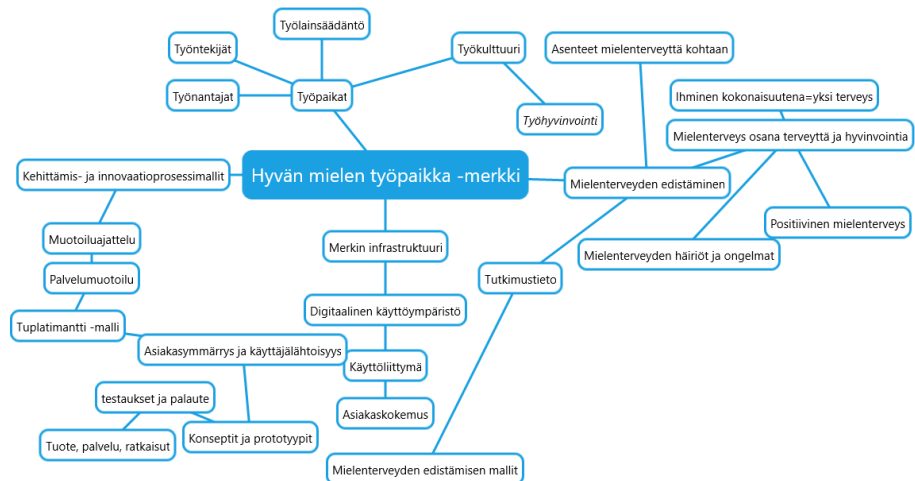 Työlainsäädäntö
Työntekijät
Työkulttuuri
Asenteet mielenterveyttä kohtaan
Työnantajat
Työpaikat
Ihminen kokonaisuutena=yksi terveys
Työhyvinvointi
Mielenterveys osana terveyttä ja hyvinvointia
Kehittämis- ja innovaatioprosessimallit
Hyvän mielen työpaikka -merkki
Mielenterveyden edistäminen
Positiivinen mielenterveys
Muotoiluajattelu
Merkin infrastruktuuri
Mielenterveyden häiriöt ja ongelmat
Palvelumuotoilu
Tutkimustieto
Digitaalinen käyttöympäristö
Tuplatimantti -malli
Asiakasymmärrys ja käyttäjälähtoisyys
Käyttöliittymä
testaukset ja palaute
Asiakaskokemus
Tuote, palvelu, ratkaisut
Konseptit ja prototyypit
Mielenterveyden edistämisen mallit